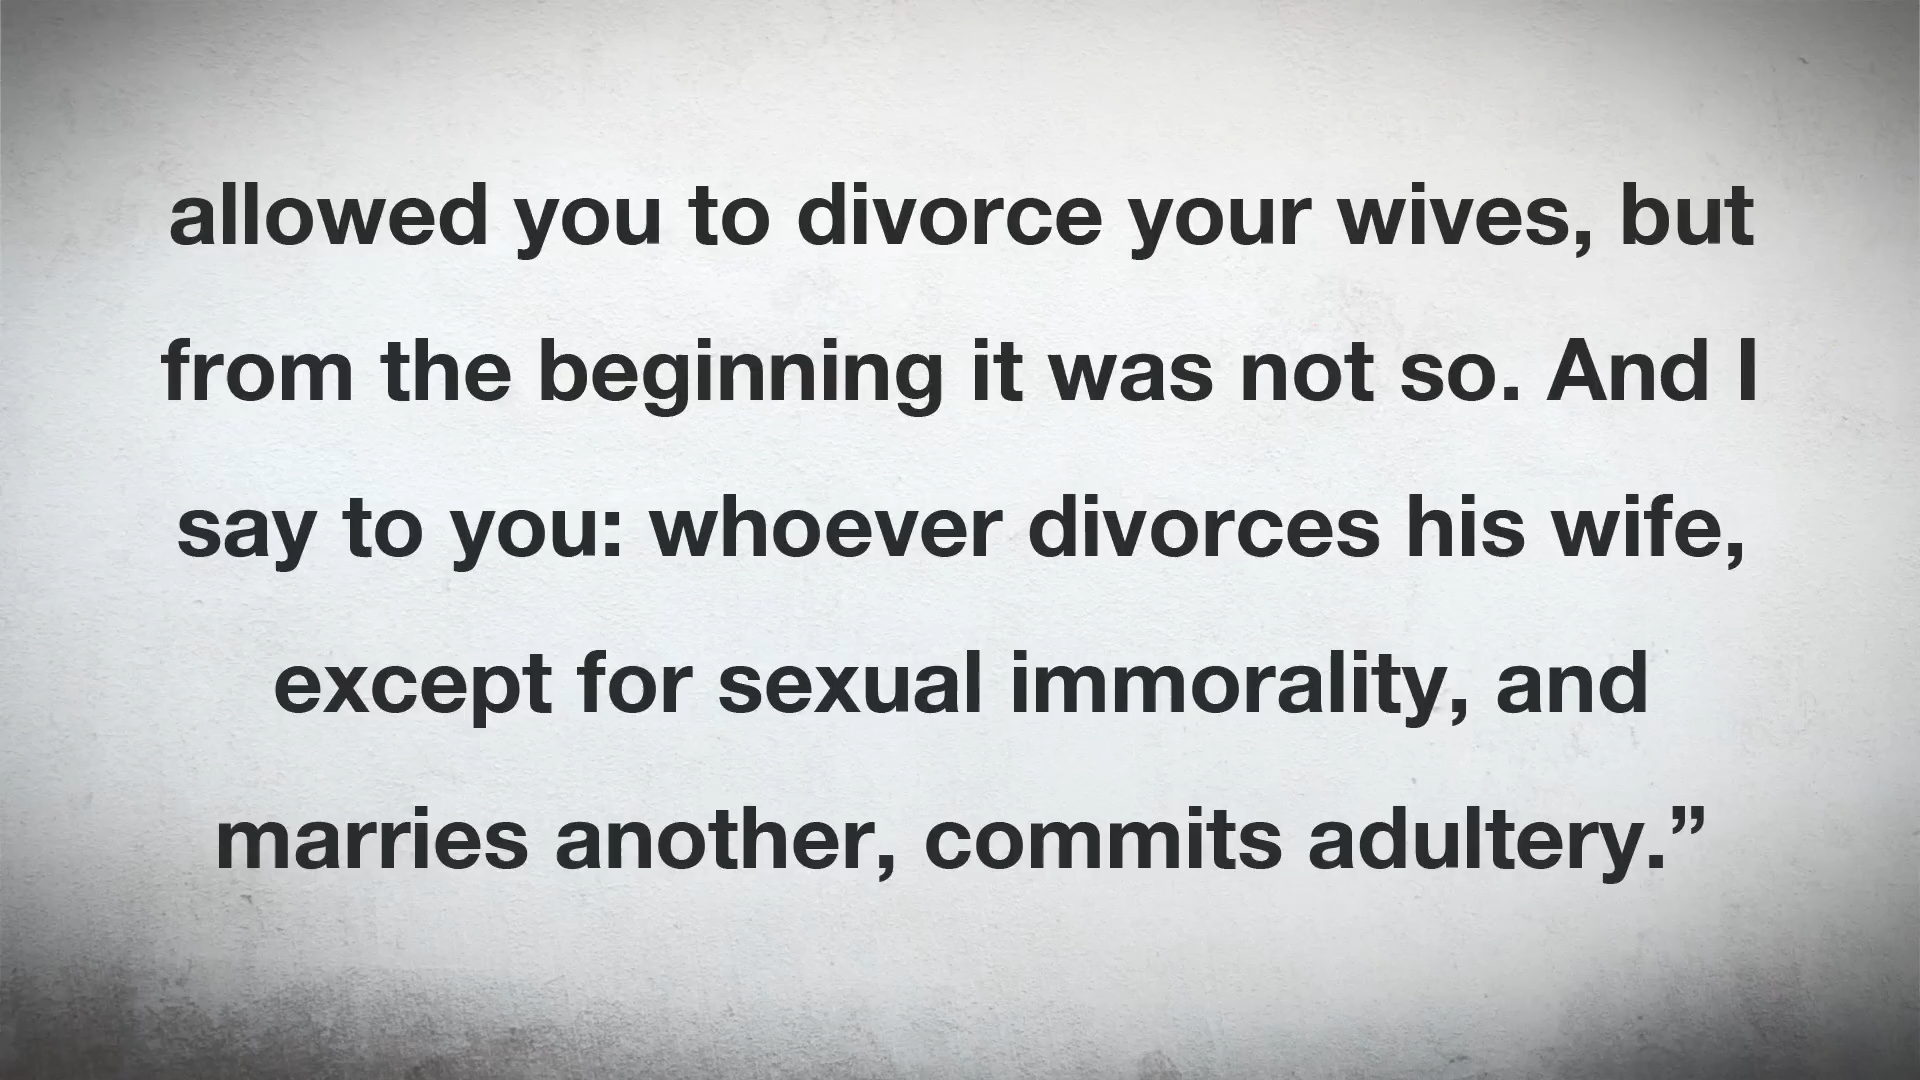 allowed you to divorce your wives, but
from the beginning it was not so. And I
say to you: whoever divorces his wife,
except for sexual immorality, and
marries another, commits adultery.”